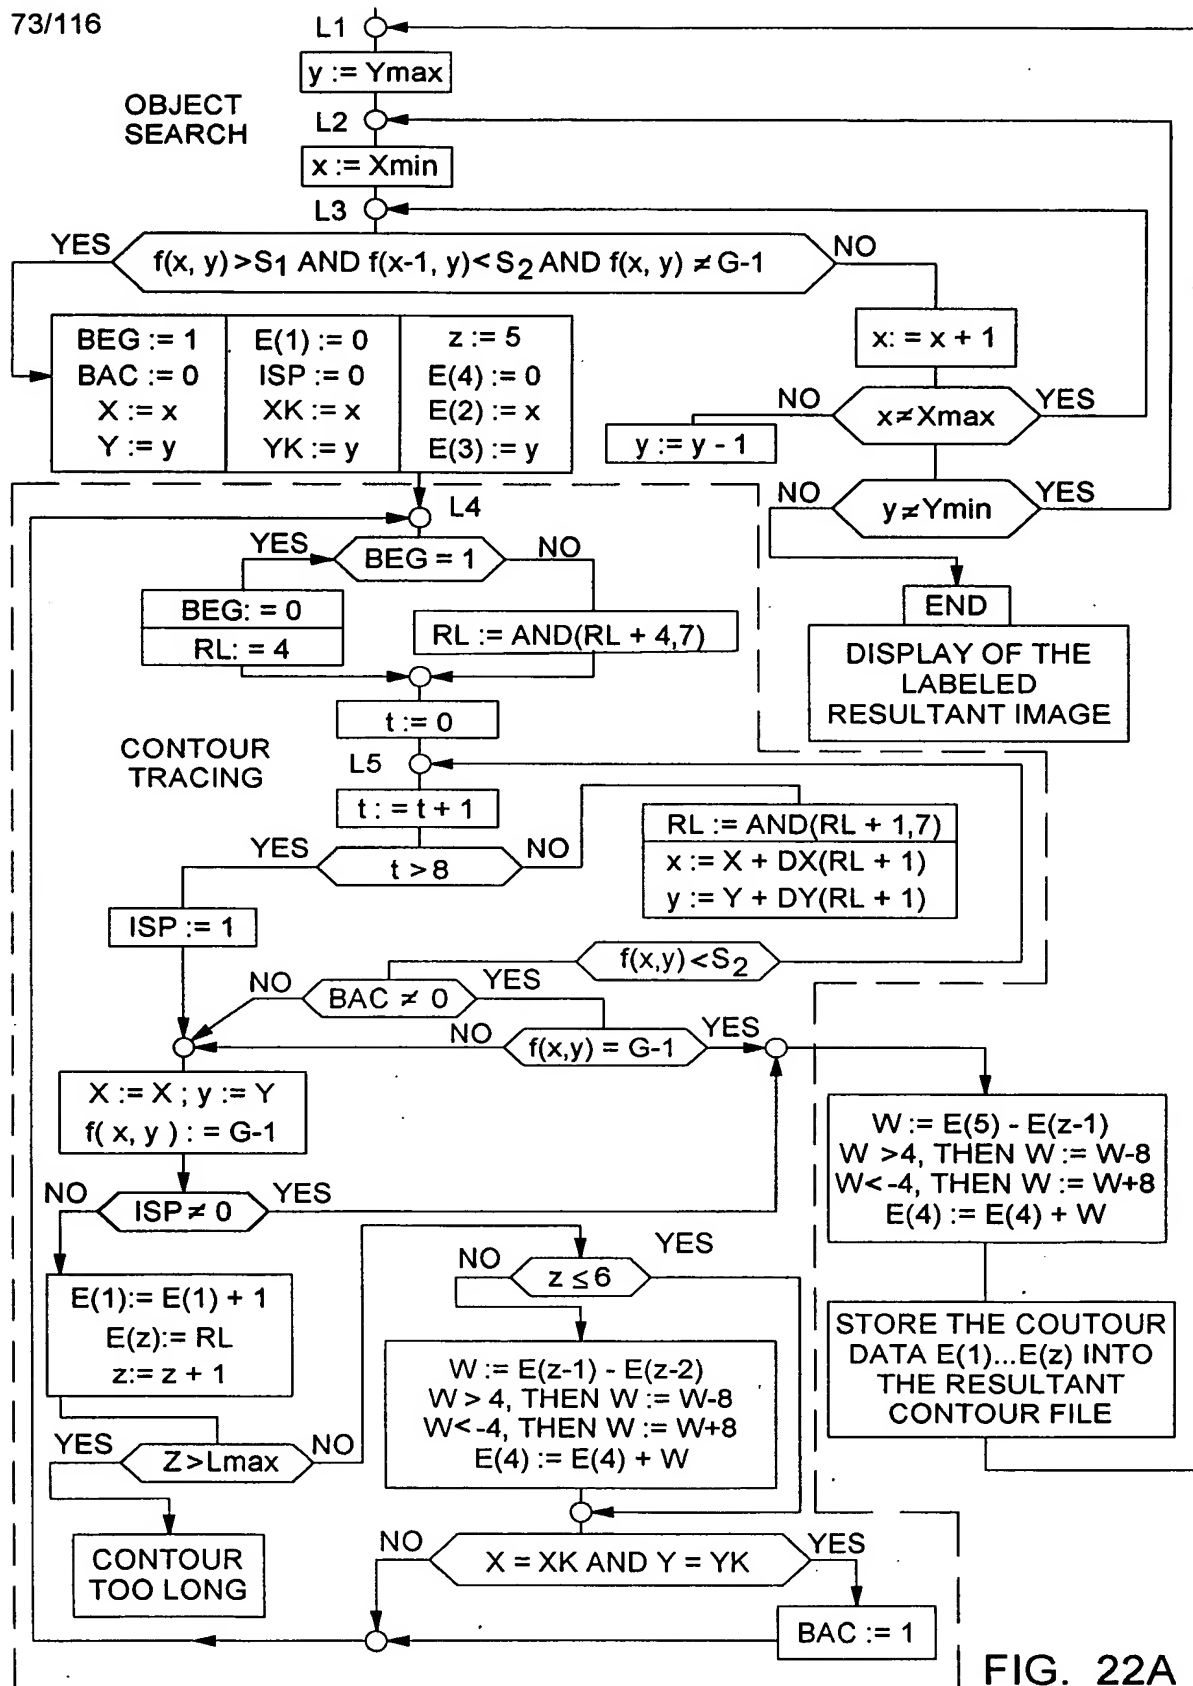 73/116
L1
y := Ymax
OBJECT
SEARCH
L2
x := Xmin
L3
YES
f(x, y) >S1 AND f(x-1, y)<S2 AND f(x, y) ≠ G-1
NO
BEG := 1
BAC := 0
X := x
Y := y
E(1) := 0
ISP := 0
XK := x
YK := y
z := 5
E(4) := 0
E(2) := x
E(3) := y
x: = x + 1
NO
x≠Xmax
YES
y := y - 1
NO
y≠Ymin
YES
L4
YES
BEG = 1
NO
BEG: = 0
RL: = 4
RL := AND(RL + 4,7)
END
DISPLAY OF THE
LABELED
RESULTANT IMAGE
t := 0
CONTOUR
TRACING
L5
t : = t + 1
YES
t > 8
NO
RL := AND(RL + 1,7)
x := X + DX(RL + 1)
y := Y + DY(RL + 1)
ISP := 1
f(x,y) <S2
NO
BAC ≠ 0
YES
NO
f(x,y) = G-1
YES
X := X ; y := Y
f( x, y ) : = G-1
W := E(5) - E(z-1)
W >4, THEN W := W-8
W<-4, THEN W := W+8
E(4) := E(4) + W
NO
ISP ≠ 0
YES
NO
z ≤ 6
YES
E(1):= E(1) + 1
E(z):= RL
z:= z + 1
W := E(z-1) - E(z-2)
W > 4, THEN W := W-8
W<-4, THEN W := W+8
E(4) := E(4) + W
STORE THE COUTOUR
DATA E(1)...E(z) INTO
THE RESULTANT
CONTOUR FILE
YES
Z>Lmax
NO
CONTOUR
TOO LONG
NO
X = XK AND Y = YK
YES
BAC := 1
FIG. 22A